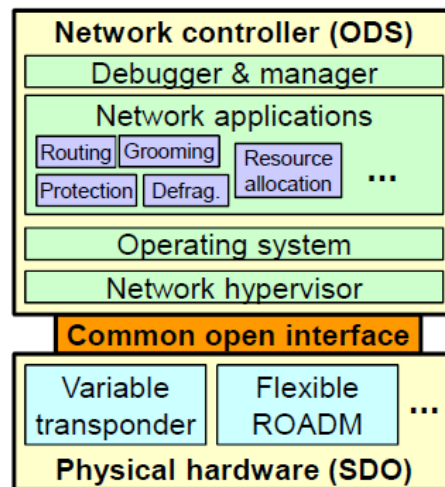 Network controller (ODS)
Debugger & manager
Network applications
Routing
Grooming
Resource
allocation
...
Protection
Defrag.
Operating system
Network hypervisor
Common open interface
Variable
transponder
Flexible
ROADM
...
Physical hardware (SDO)